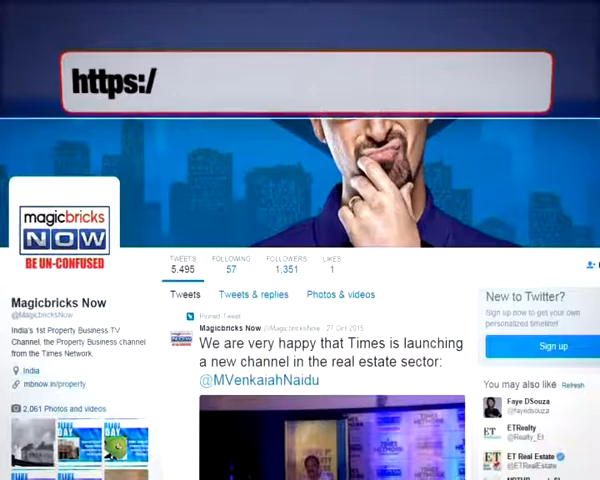 https:/
magicbricks
NOW
BE UN-CONFUSED
TWEETS
5,495
FOLLOWING
57
FOLLOWERS
1,351
LIKES
1
Tweets
Tweets & replies
Photos & videos
Magicbricks Now
@MagicbricksNow
India's 1st Property Business TV
Channel, the Property Business channel
from the Times Network.
India
mbnow.in/property
2,061 Photos and videos
Pinned Tweet
Magicbricks Now @MagicbricksNow · 27 Oct 2015
We are very happy that Times is launching
a new channel in the real estate sector:
@MVenkaiahNaidu
New to Twitter?
Sign up now to get your own
personalized timeline!
Sign up
You may also like · Refresh
Faye DSouza
@fayedsouza
ETRealty
@Realty_Et
ET Real Estate
@ETRealEstate